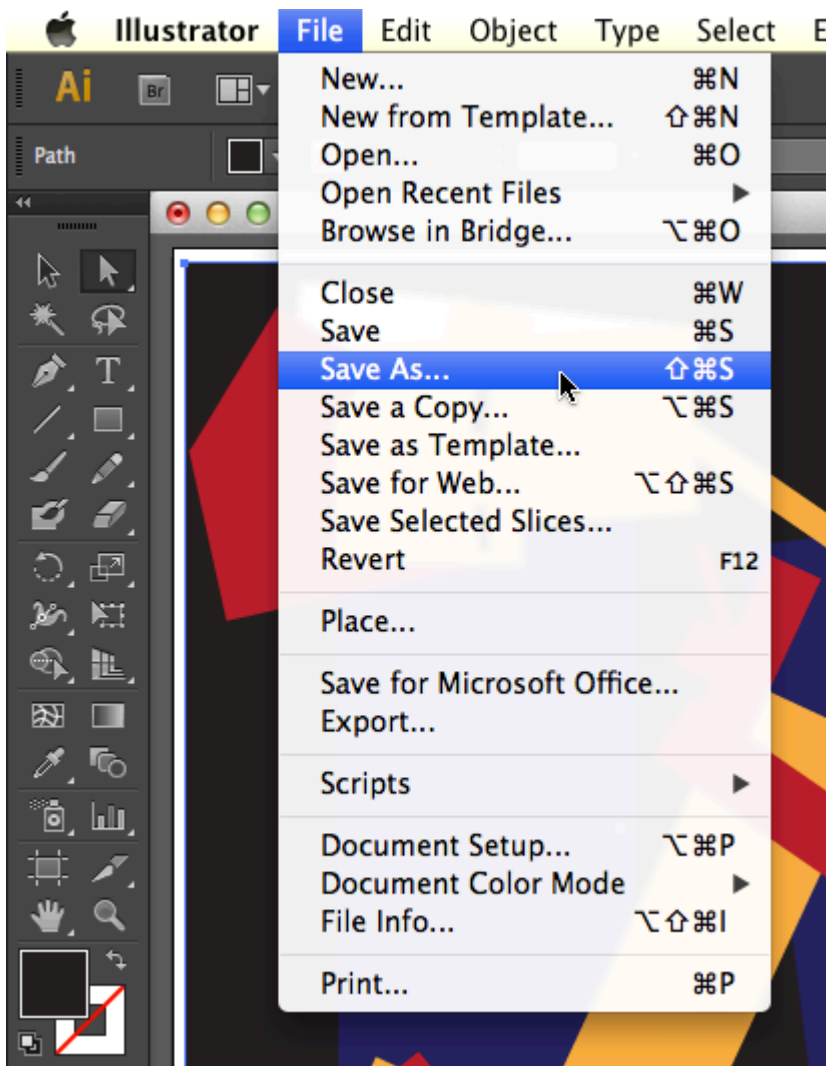 Illustrator File Edit Object Type Select E
Ai Br
Path
New... ⌘N
New from Template... ⇧⌘N
Open... ⌘O
Open Recent Files ▶
Browse in Bridge... ⌥⌘O
Close ⌘W
Save ⌘S
Save As... ⇧⌘S
Save a Copy... ⌥⌘S
Save as Template...
Save for Web... ⌥⇧⌘S
Save Selected Slices...
Revert F12
Place...
Save for Microsoft Office...
Export...
Scripts ▶
Document Setup... ⌥⌘P
Document Color Mode ▶
File Info... ⌥⇧⌘I
Print... ⌘P